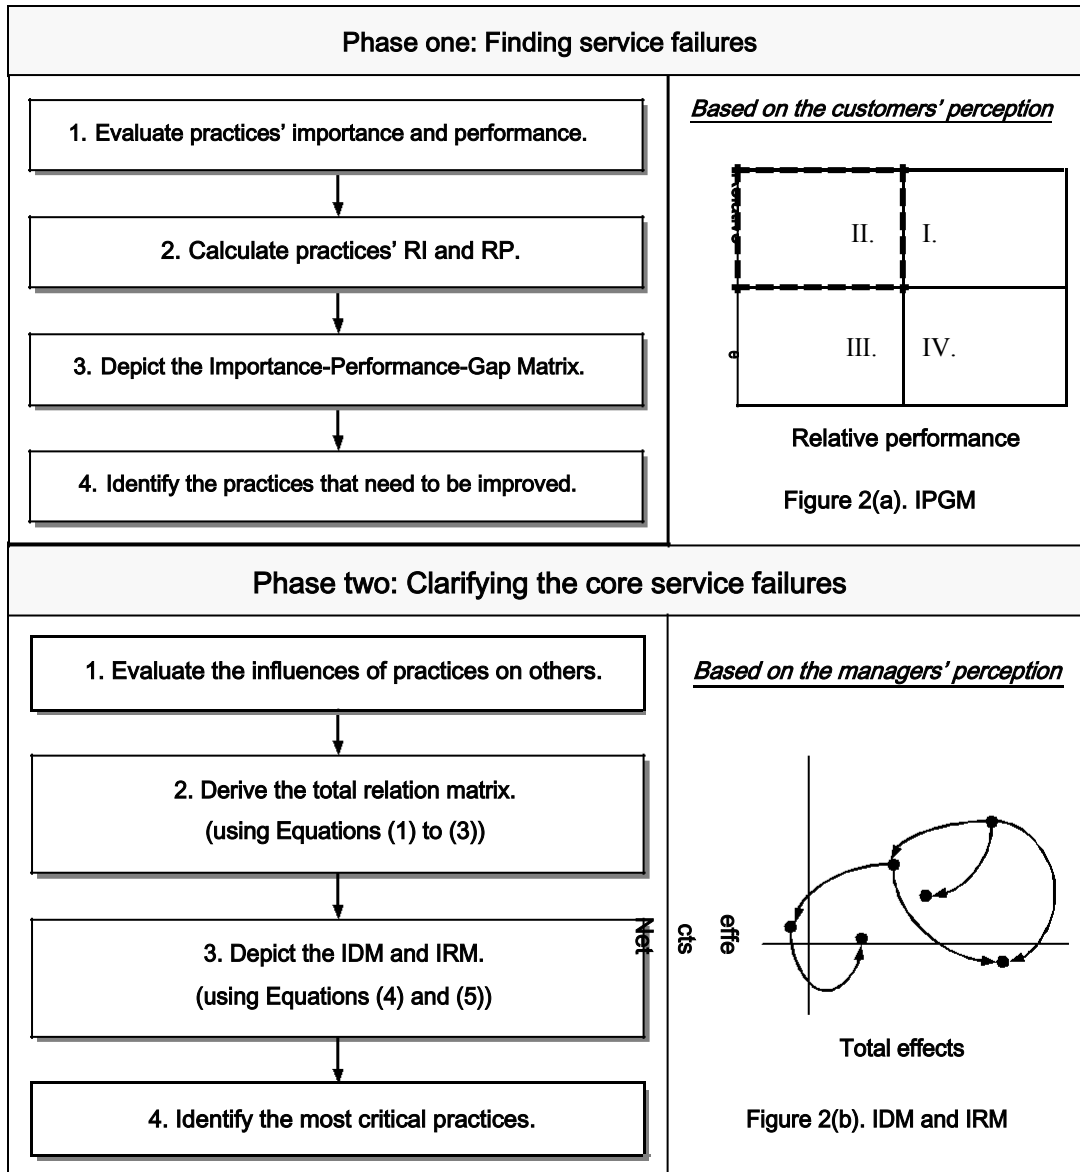 Phase one: Finding service failures
1. Evaluate practices’ importance and performance.
2. Calculate practices’ RI and RP.
3. Depict the Importance-Performance-Gap Matrix.
4. Identify the practices that need to be improved.
Based on the customers’ perception
II.
I.
III.
IV.
e
Relative performance
Figure 2(a). IPGM
Phase two: Clarifying the core service failures
1. Evaluate the influences of practices on others.
2. Derive the total relation matrix.
(using Equations (1) to (3))
3. Depict the IDM and IRM.
(using Equations (4) and (5))
4. Identify the most critical practices.
Based on the managers’ perception
Net
effe
cts
Total effects
Figure 2(b). IDM and IRM